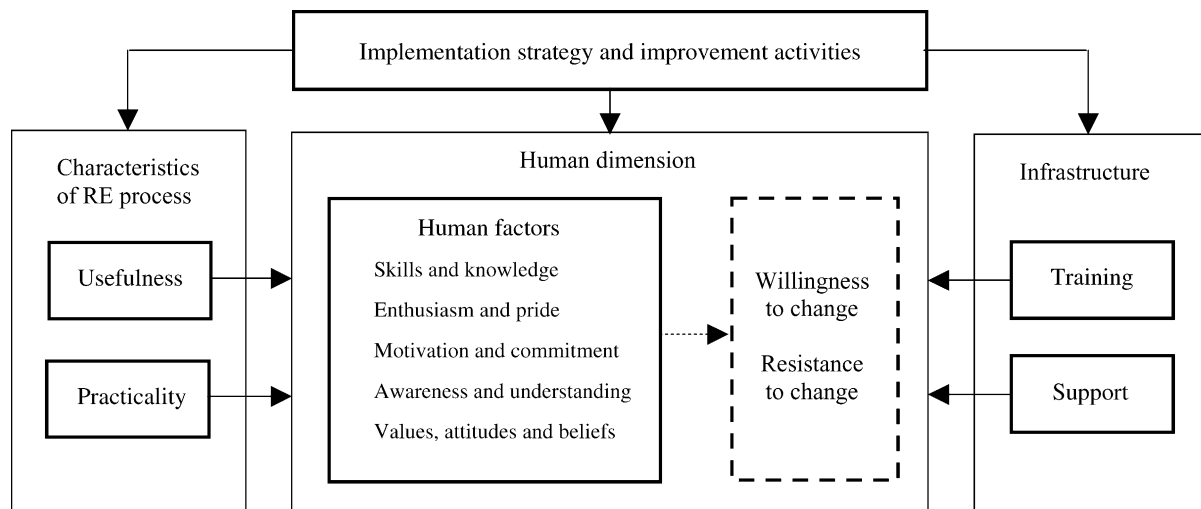 Implementation strategy and improvement activities
Characteristics
of RE process
Usefulness
Practicality
Human dimension
Human factors
Skills and knowledge
Enthusiasm and pride
Motivation and commitment
Awareness and understanding
Values, attitudes and beliefs
Willingness
to change
Resistance
to change
Infrastructure
Training
Support